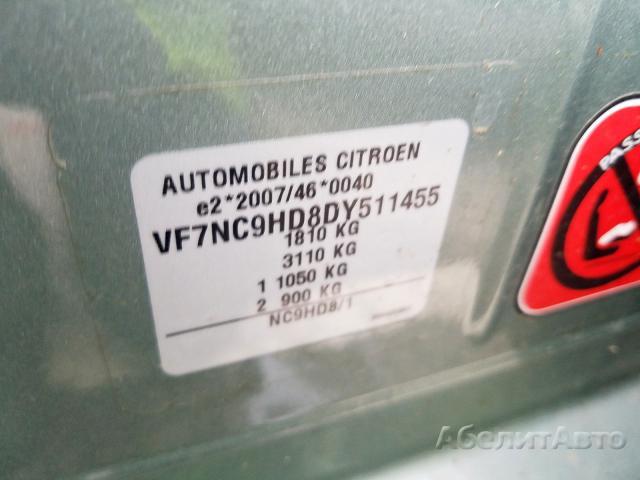 AUTOMOBILES CITROEN
e2*2007/46*0040
VF7NC9HD8DY511455
1810 KG
3110 KG
1 1050 KG
2 900 KG
NC9HD8/1
PASS
АбелитАвто